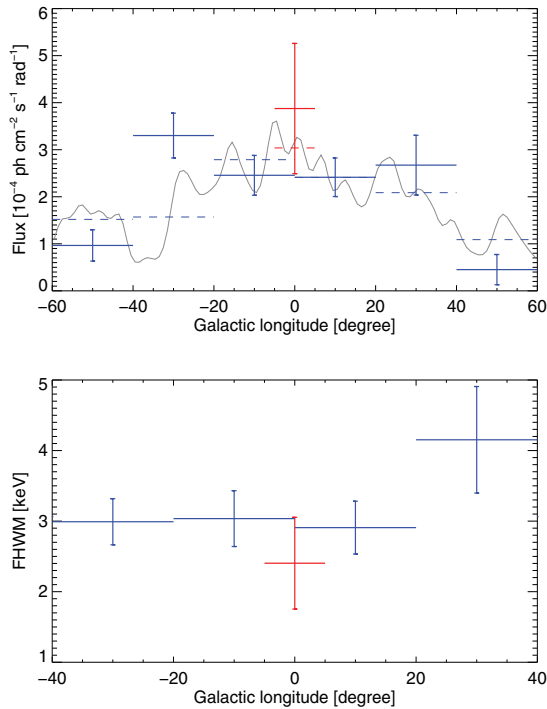 6
5
4
3
2
1
0
Flux [10⁻⁴ ph cm⁻² s⁻¹ rad⁻¹]
−60 −40 −20 0 20 40 60
Galactic longitude [degree]
5
4
3
2
1
FHWM [keV]
−40 −20 0 20 40
Galactic longitude [degree]